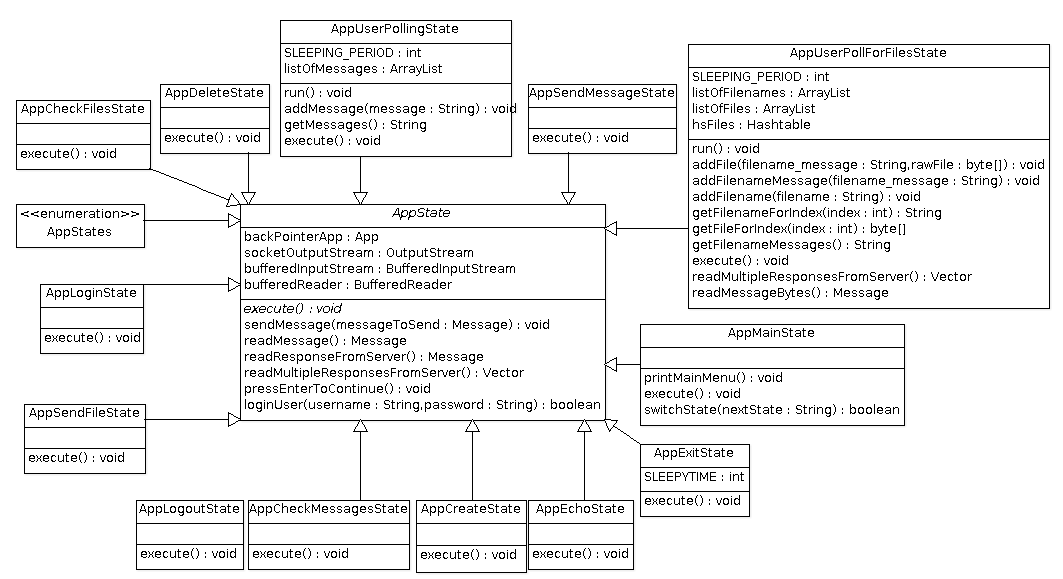 AppUserPollingState
SLEEPING_PERIOD : int
listOfMessages : ArrayList
run() : void
addMessage(message : String) : void
getMessages() : String
execute() : void
AppUserPollForFilesState
SLEEPING_PERIOD : int
listOfFilenames : ArrayList
listOfFiles : ArrayList
hsFiles : Hashtable
run() : void
addFile(filename_message : String,rawFile : byte[]) : void
addFilenameMessage(filename_message : String) : void
addFilename(filename : String) : void
getFilenameForIndex(index : int) : String
getFileForIndex(index : int) : byte[]
getFilenameMessages() : String
execute() : void
readMultipleResponsesFromServer() : Vector
readMessageBytes() : Message
AppDeleteState
execute() : void
AppSendMessageState
execute() : void
AppCheckFilesState
execute() : void
<<enumeration>>
AppStates
AppState
backPointerApp : App
socketOutputStream : OutputStream
bufferedInputStream : BufferedInputStream
bufferedReader : BufferedReader
execute() : void
sendMessage(messageToSend : Message) : void
readMessage() : Message
readResponseFromServer() : Message
readMultipleResponsesFromServer() : Vector
pressEnterToContinue() : void
loginUser(username : String,password : String) : boolean
AppLoginState
execute() : void
AppMainState
printMainMenu() : void
execute() : void
switchState(nextState : String) : boolean
AppSendFileState
execute() : void
AppExitState
SLEEPYTIME : int
execute() : void
AppLogoutState
execute() : void
AppCheckMessagesState
execute() : void
AppCreateState
execute() : void
AppEchoState
execute() : void